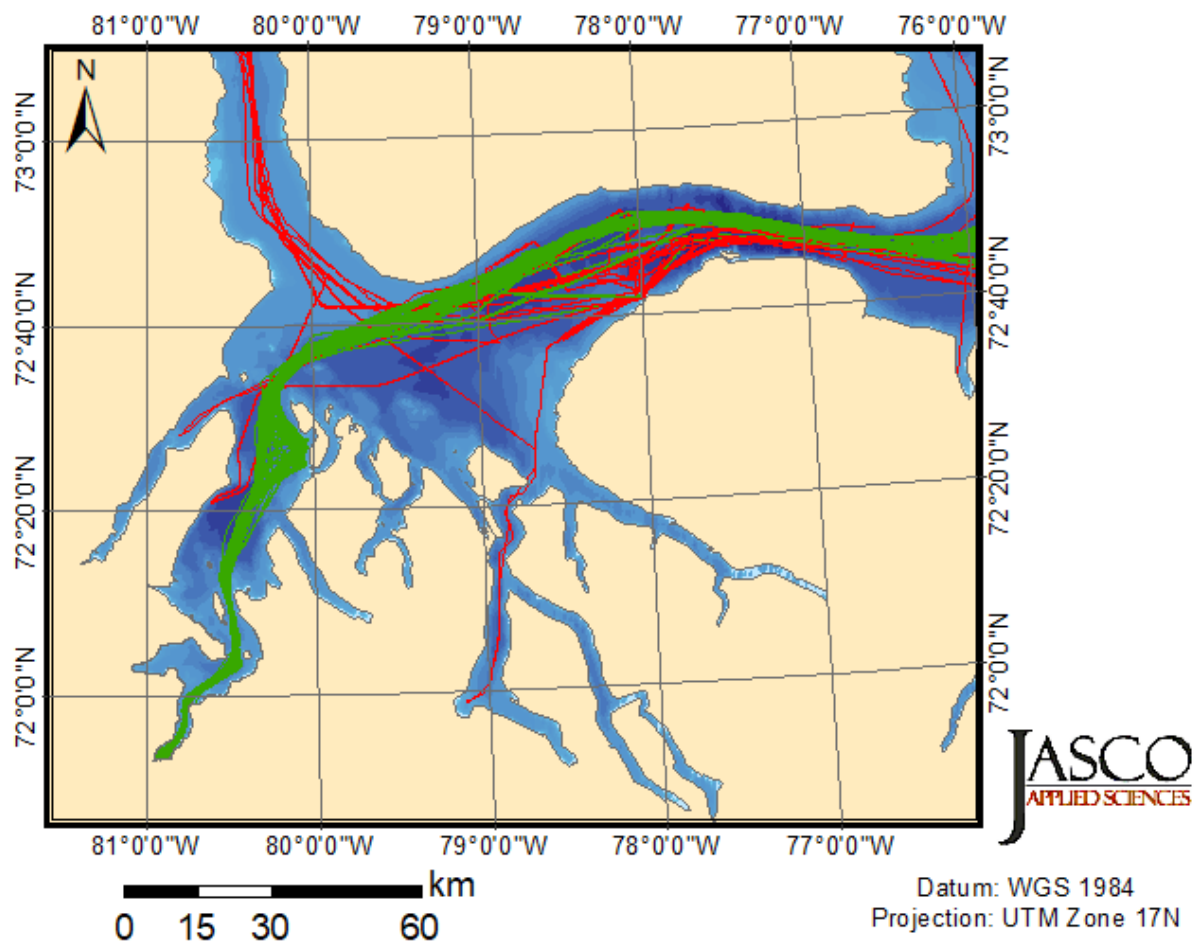 81°0'0"W 80°0'0"W 79°0'0"W 78°0'0"W 77°0'0"W 76°0'0"W
N
73°0'0"N
73°0'0"N
72°40'0"N
72°40'0"N
72°20'0"N
72°20'0"N
72°0'0"N
72°0'0"N
JASCO
APPLIED SCIENCES
81°0'0"W 80°0'0"W 79°0'0"W 78°0'0"W 77°0'0"W
km
0 15 30 60
Datum: WGS 1984
Projection: UTM Zone 17N